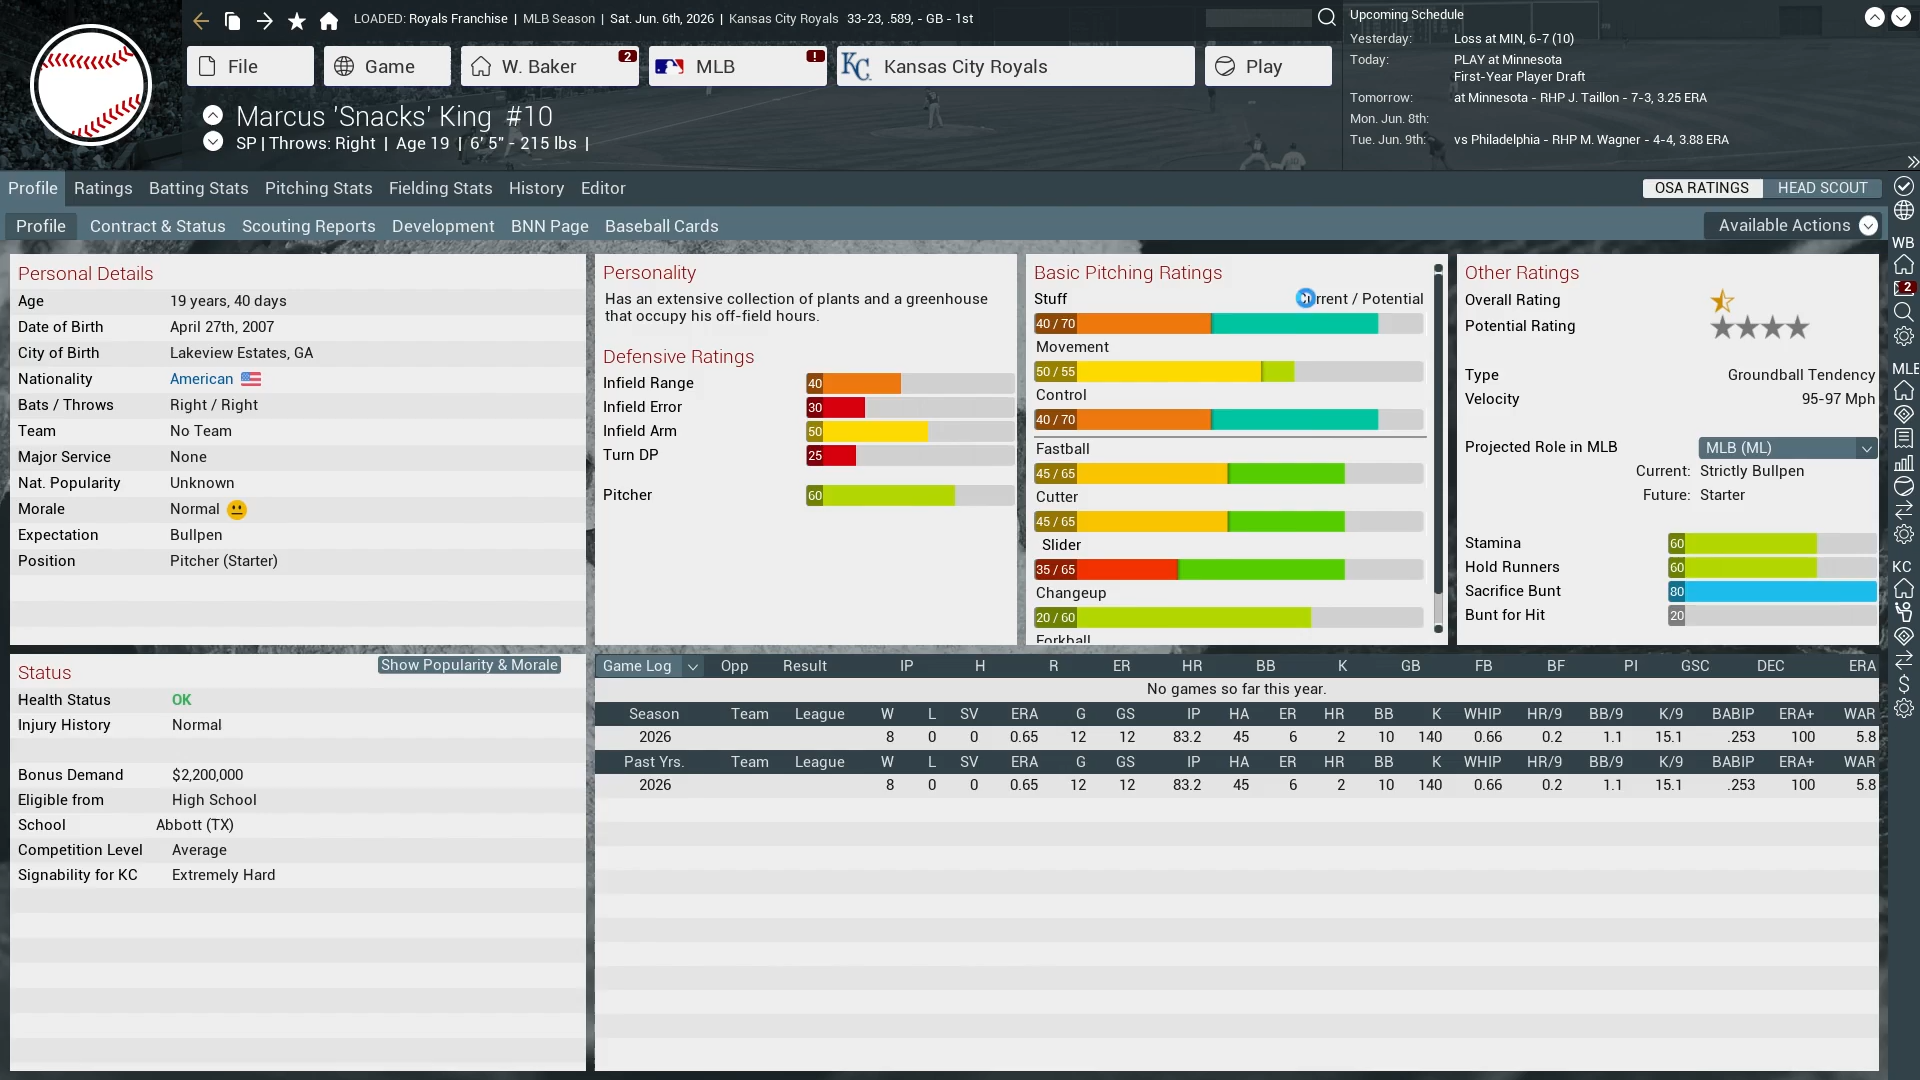 LOADED: Royals Franchise | MLB Season | Sat. Jun. 6th, 2026 | Kansas City Royals 33-23, .589, - GB - 1st
File
Game
W. Baker 2
MLB !
KC Kansas City Royals
Play
Upcoming Schedule
Yesterday: Loss at MIN, 6-7 (10)
Today: PLAY at Minnesota
First-Year Player Draft
Tomorrow: at Minnesota - RHP J. Taillon - 7-3, 3.25 ERA
Mon. Jun. 8th:
Tue. Jun. 9th: vs Philadelphia - RHP M. Wagner - 4-4, 3.88 ERA
Marcus 'Snacks' King #10
SP | Throws: Right | Age 19 | 6' 5" - 215 lbs |
Profile Ratings Batting Stats Pitching Stats Fielding Stats History Editor
OSA RATINGS HEAD SCOUT
Profile Contract & Status Scouting Reports Development BNN Page Baseball Cards
Available Actions
WB
2
MLB
KC
Personal Details
Age 19 years, 40 days
Date of Birth April 27th, 2007
City of Birth Lakeview Estates, GA
Nationality American
Bats / Throws Right / Right
Team No Team
Major Service None
Nat. Popularity Unknown
Morale Normal
Expectation Bullpen
Position Pitcher (Starter)
Personality
Has an extensive collection of plants and a greenhouse
that occupy his off-field hours.
Defensive Ratings
Infield Range 40
Infield Error 30
Infield Arm 50
Turn DP 25
Pitcher 60
Basic Pitching Ratings
Stuff rrent / Potential
40 / 70
Movement
50 / 55
Control
40 / 70
Fastball
45 / 65
Cutter
45 / 65
Slider
35 / 65
Changeup
20 / 60
Forkball
Other Ratings
Overall Rating
Potential Rating
Type Groundball Tendency
Velocity 95-97 Mph
Projected Role in MLB MLB (ML)
Current: Strictly Bullpen
Future: Starter
Stamina 60
Hold Runners 60
Sacrifice Bunt 80
Bunt for Hit 20
Status
Show Popularity & Morale
Health Status OK
Injury History Normal
Bonus Demand $2,200,000
Eligible from High School
School Abbott (TX)
Competition Level Average
Signability for KC Extremely Hard
Game Log Opp Result IP H R ER HR BB K GB FB BF PI GSC DEC ERA
No games so far this year.
Season Team League W L SV ERA G GS IP HA ER HR BB K WHIP HR/9 BB/9 K/9 BABIP ERA+ WAR
2026 8 0 0 0.65 12 12 83.2 45 6 2 10 140 0.66 0.2 1.1 15.1 .253 100 5.8
Past Yrs. Team League W L SV ERA G GS IP HA ER HR BB K WHIP HR/9 BB/9 K/9 BABIP ERA+ WAR
2026 8 0 0 0.65 12 12 83.2 45 6 2 10 140 0.66 0.2 1.1 15.1 .253 100 5.8